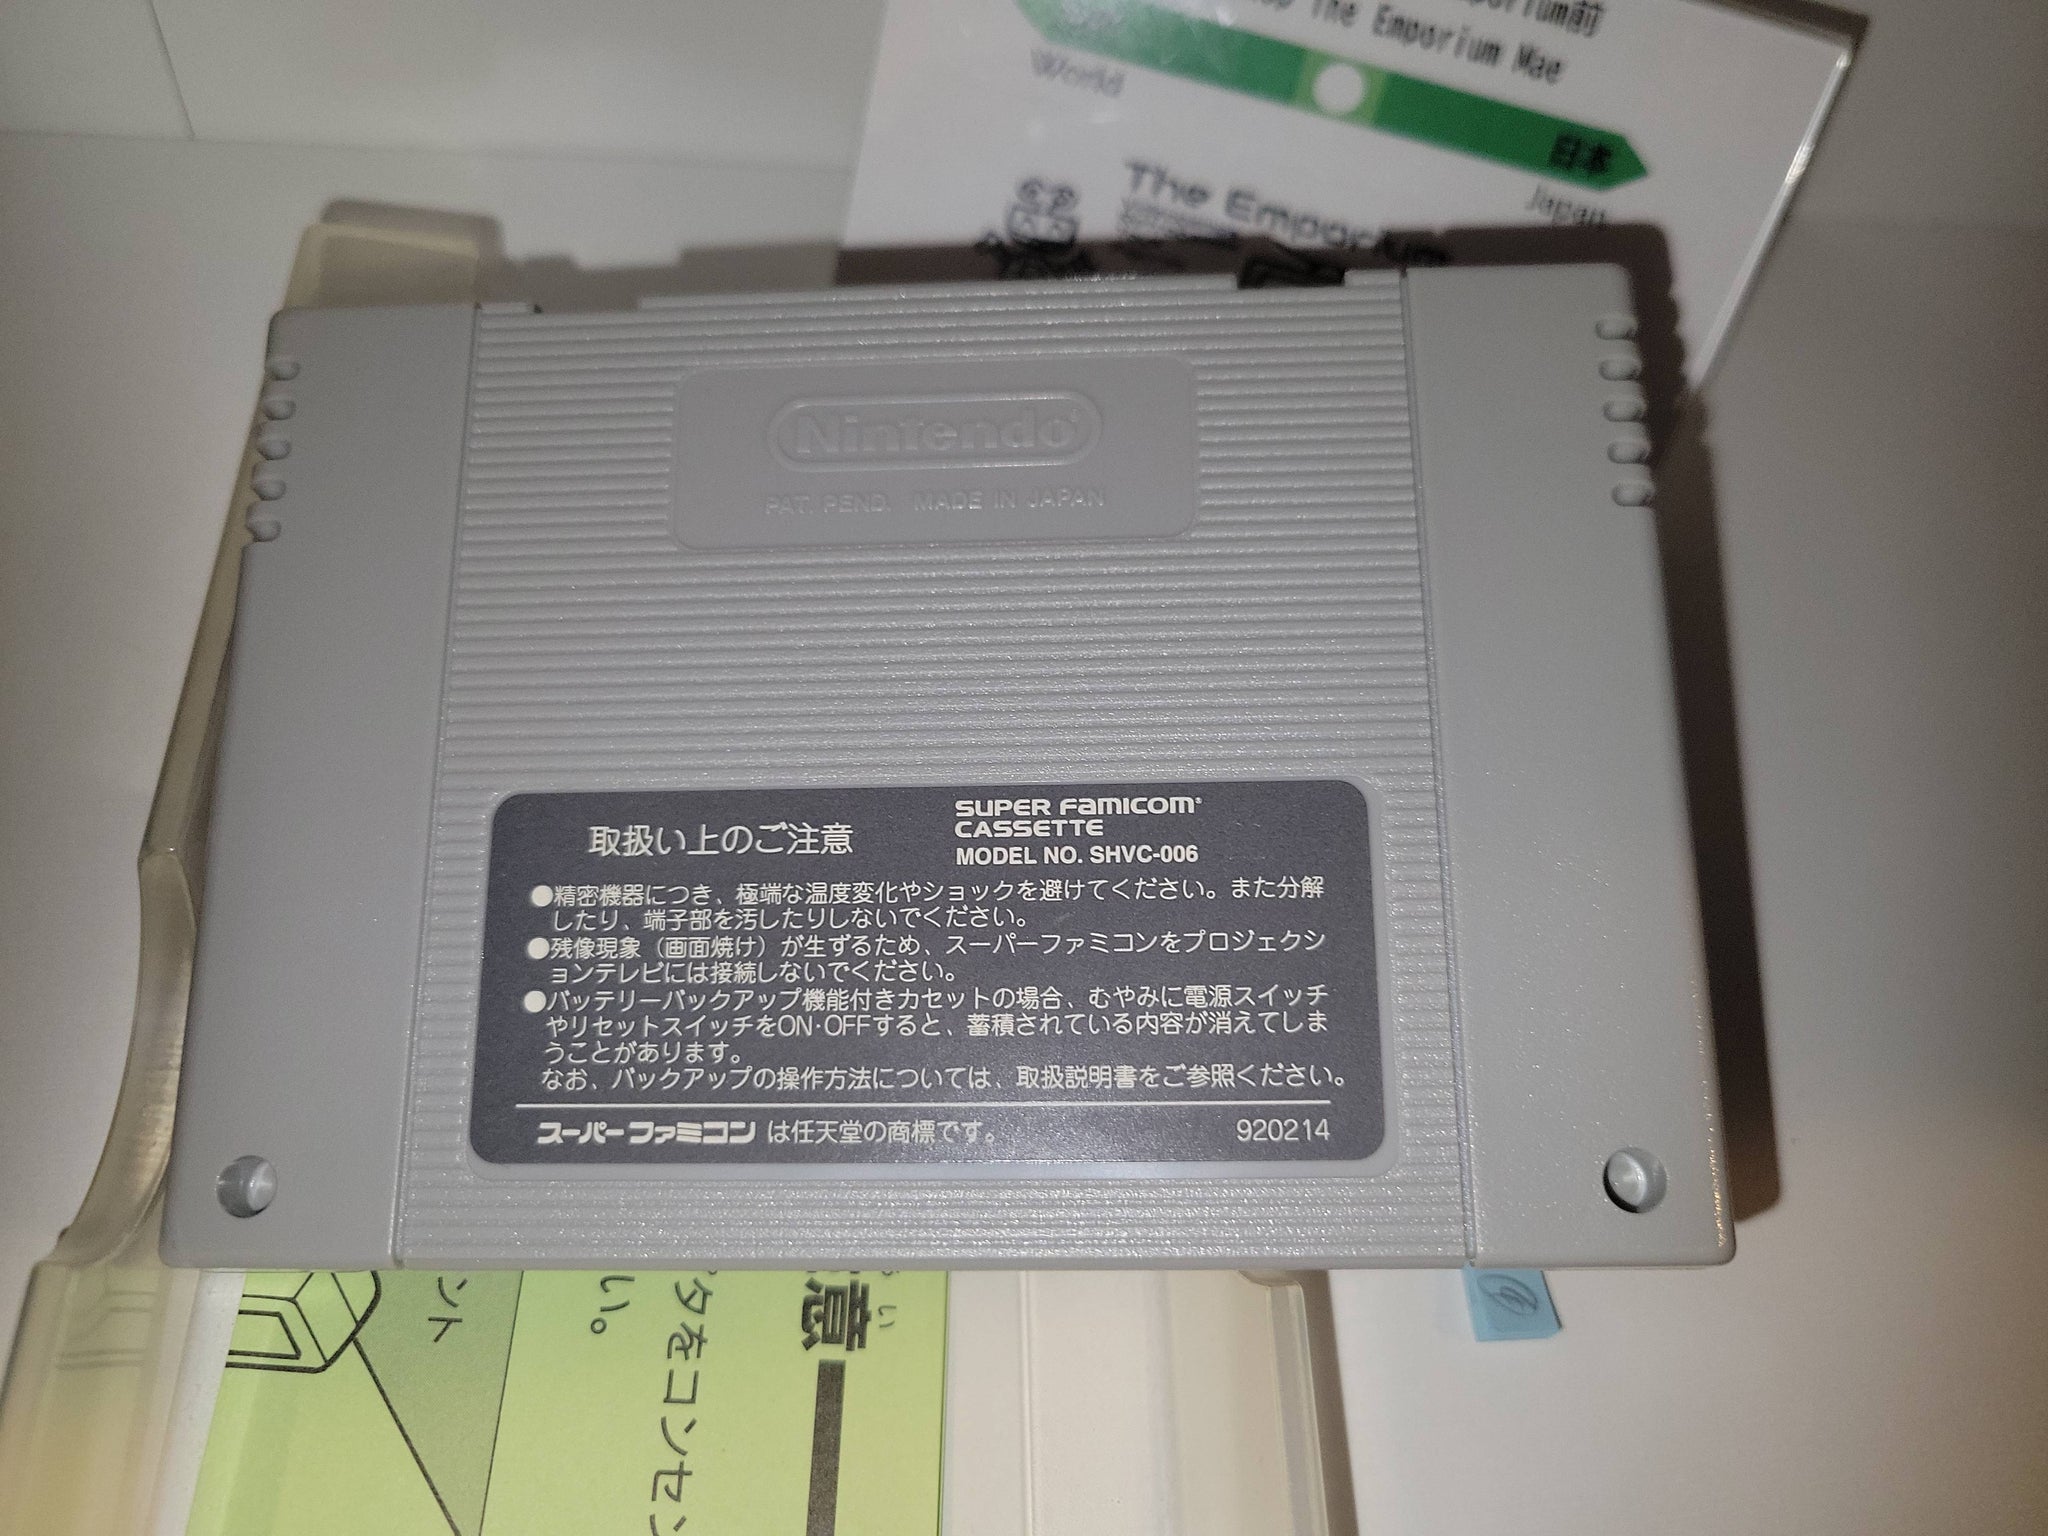 The Emporium Mae
World
日本
Japan
The Emporium
Nintendo
PAT. PEND. MADE IN JAPAN
取扱い上のご注意
SUPER FAMICOM
CASSETTE
MODEL NO. SHVC-006
●精密機器につき、極端な温度変化やショックを避けてください。また分解
したり、端子部を汚したりしないでください。
●残像現象（画面焼け）が生ずるため、スーパーファミコンをプロジェクシ
ョンテレビには接続しないでください。
●バッテリーバックアップ機能付きカセットの場合、むやみに電源スイッチ
やリセットスイッチをON･OFFすると、蓄積されている内容が消えてしま
うことがあります。
なお、バックアップの操作方法については、取扱説明書をご参照ください。
スーパーファミコンは任天堂の商標です。 920214
意
い
タをコンセン
い。
ント